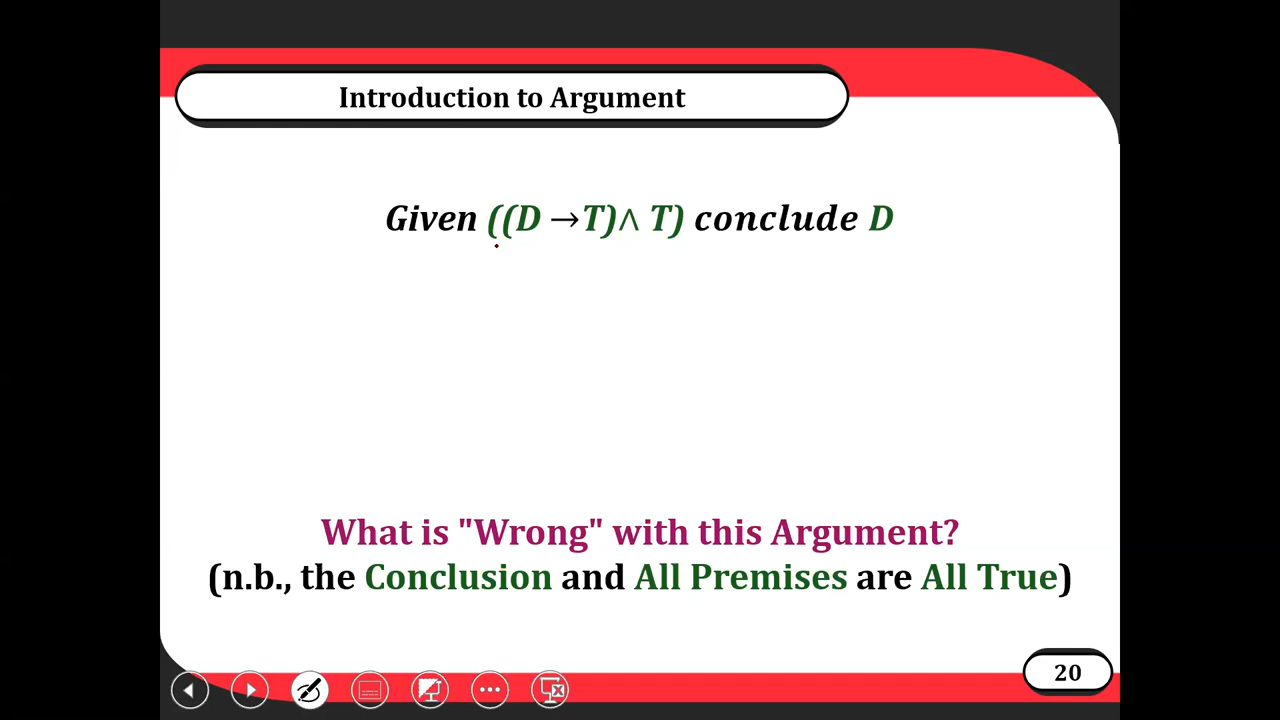 Introduction to Argument
Given ((D →T)∧ T) conclude D
What is "Wrong" with this Argument?
(n.b., the Conclusion and All Premises are All True)
20